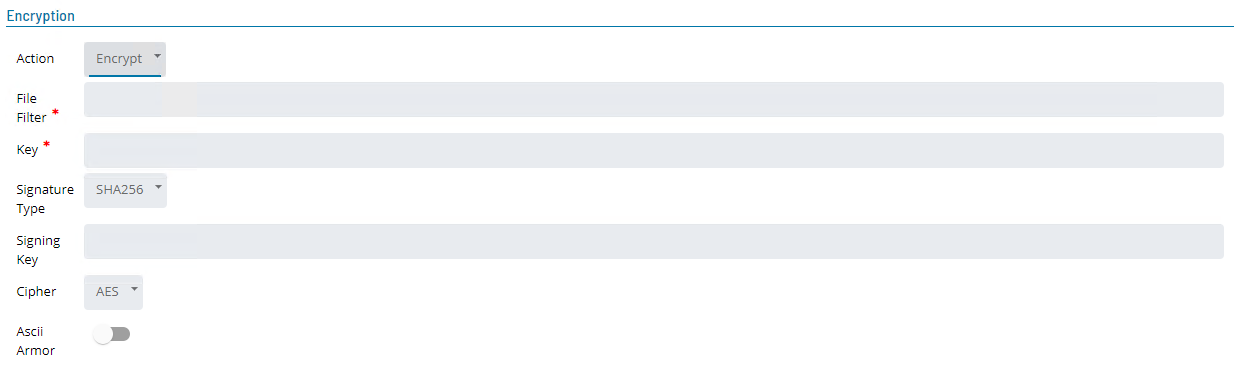 Encryption
Action Encrypt
File
Filter *
Key *
Signature SHA256
Type
Signing
Key
Cipher AES
Ascii
Armor